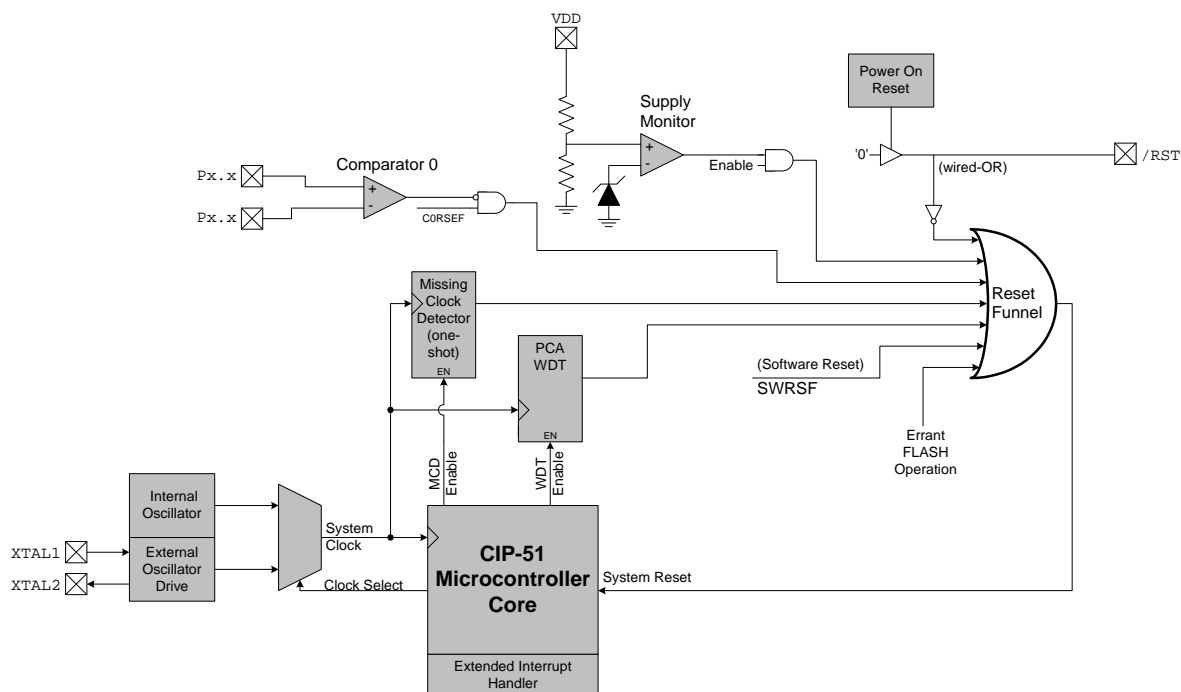 VDD
Power On
Reset
Supply
Monitor
+
-
Enable
'0'
(wired-OR)
/RST
Comparator 0
Px.x
Px.x
+
-
C0RSEF
Missing
Clock
Detector
(one-
shot)
EN
PCA
WDT
EN
Reset
Funnel
(Software Reset)
SWRSF
Errant
FLASH
Operation
MCD
Enable
WDT
Enable
Internal
Oscillator
External
Oscillator
Drive
XTAL1
XTAL2
System
Clock
Clock Select
CIP-51
Microcontroller
Core
System Reset
Extended Interrupt
Handler